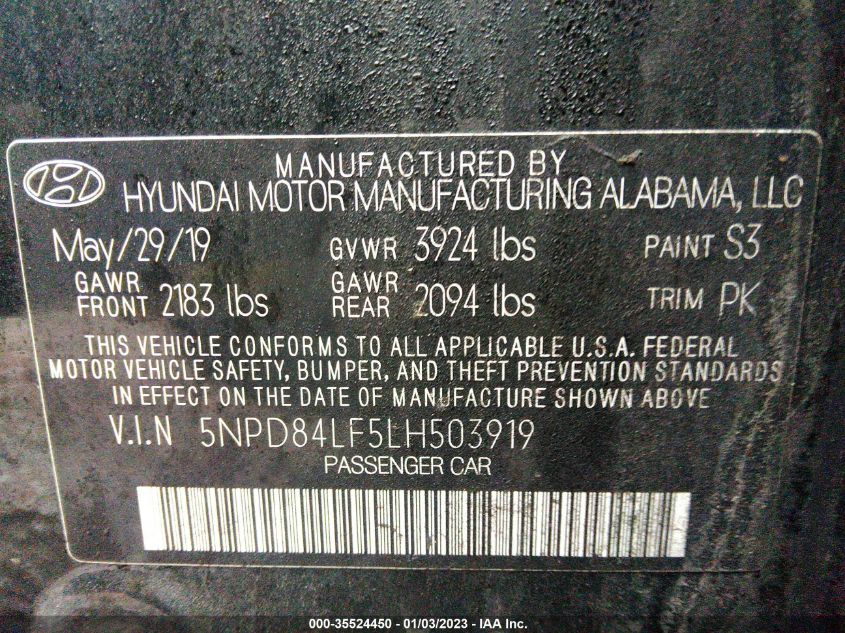 MANUFACTURED BY
HYUNDAI MOTOR MANUFACTURING ALABAMA, LLC
May/29/19 GVWR 3924 lbs PAINT S3
GAWR FRONT 2183 lbs GAWR REAR 2094 lbs TRIM PK
THIS VEHICLE CONFORMS TO ALL APPLICABLE U.S.A. FEDERAL
MOTOR VEHICLE SAFETY, BUMPER, AND THEFT PREVENTION STANDARDS
IN EFFECT ON THE DATE OF MANUFACTURE SHOWN ABOVE
V.I.N 5NPD84LF5LH503919
PASSENGER CAR
000-35524450 - 01/03/2023 - IAA Inc.